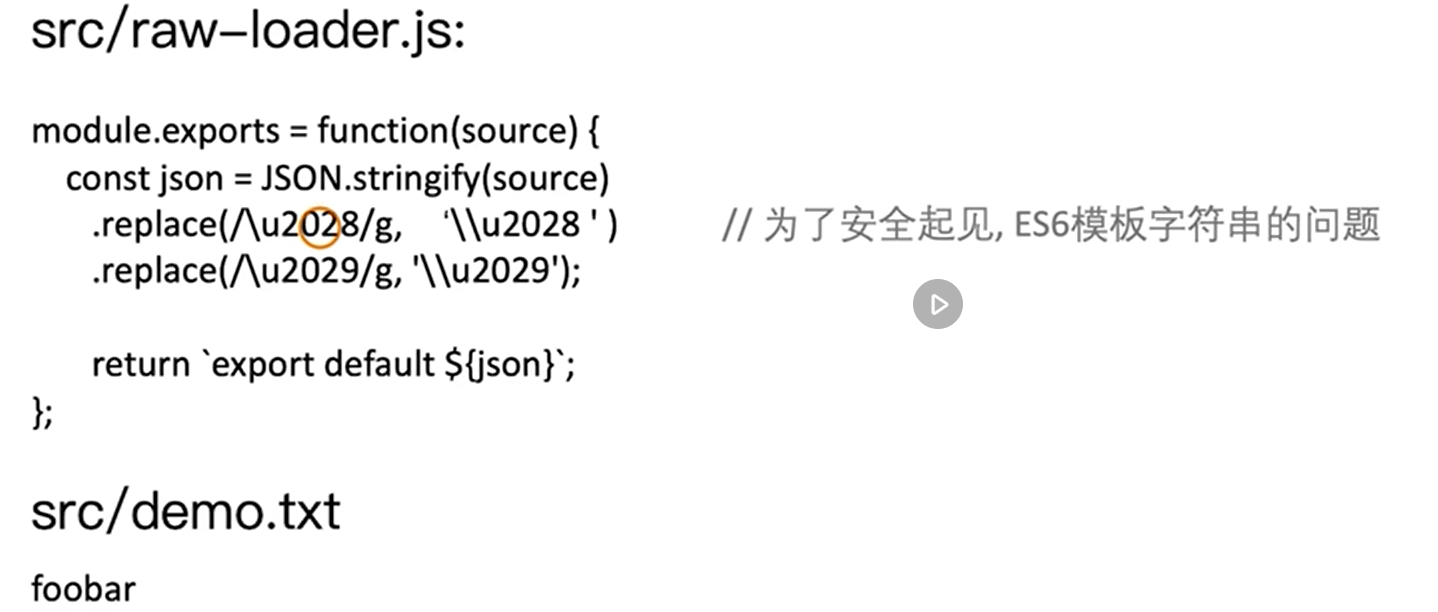 src/raw–loader.js:
module.exports = function(source) {
const json = JSON.stringify(source)
.replace(/\u2028/g, ‘\\u2028 ' ) // 为了安全起见, ES6模板字符串的问题
.replace(/\u2029/g, '\\u2029');
return `export default ${json}`;
};
src/demo.txt
foobar